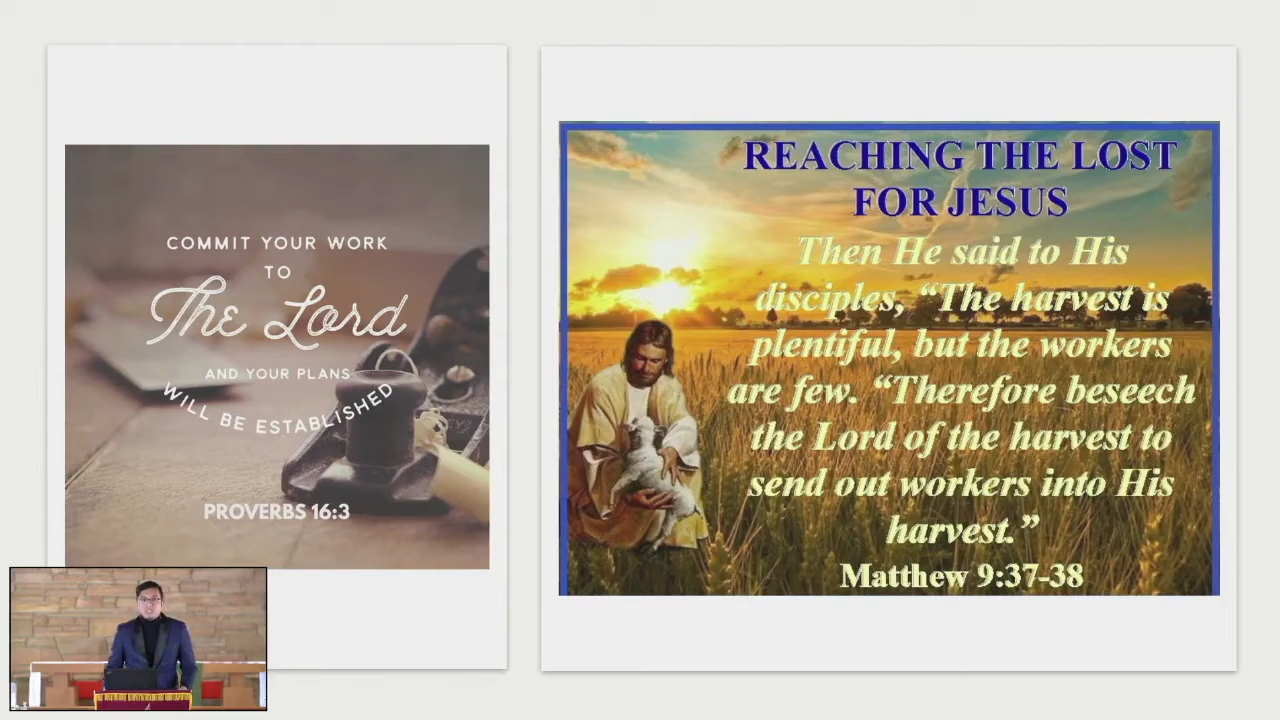 COMMIT YOUR WORK
TO
The Lord
AND YOUR PLANS
WILL BE ESTABLISHED
PROVERBS 16:3
REACHING THE LOST
FOR JESUS
Then He said to His
disciples, “The harvest is
plentiful, but the workers
are few. “Therefore beseech
the Lord of the harvest to
send out workers into His
harvest.”
Matthew 9:37-38